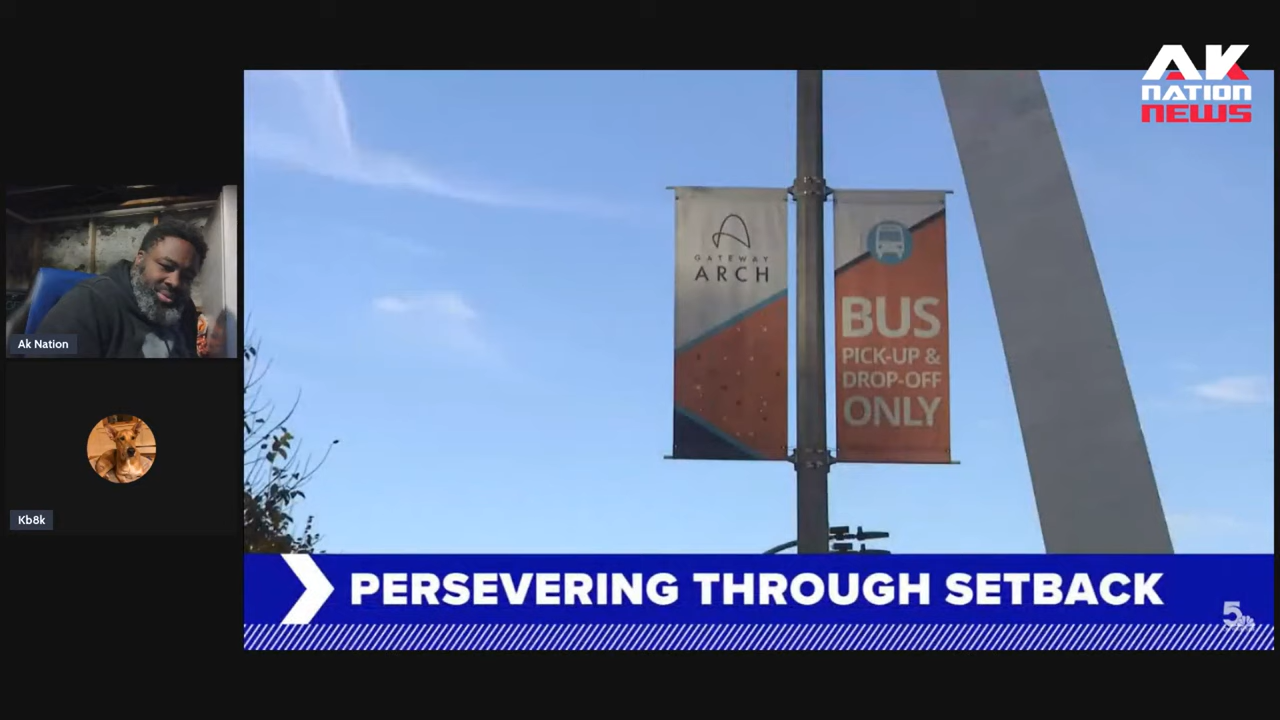 AK
NATION
NEWS
Ak Nation
Kb8k
GATEWAY
ARCH
BUS
PICK-UP &
DROP-OFF
ONLY
PERSEVERING THROUGH SETBACK
5